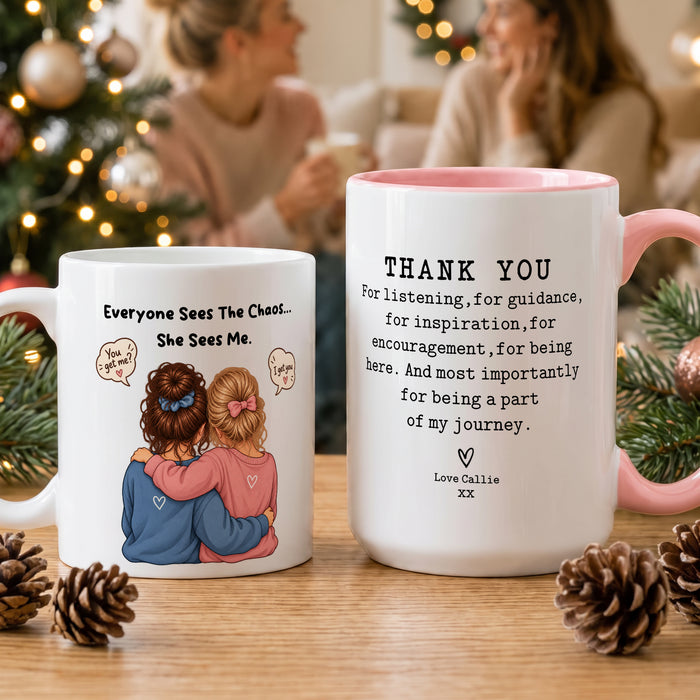 Everyone Sees The Chaos...
She Sees Me.
You
get me?
I get you
THANK YOU
For listening, for guidance,
for inspiration, for
encouragement, for being
here. And most importantly
for being a part
of my journey.
Love Callie
XX